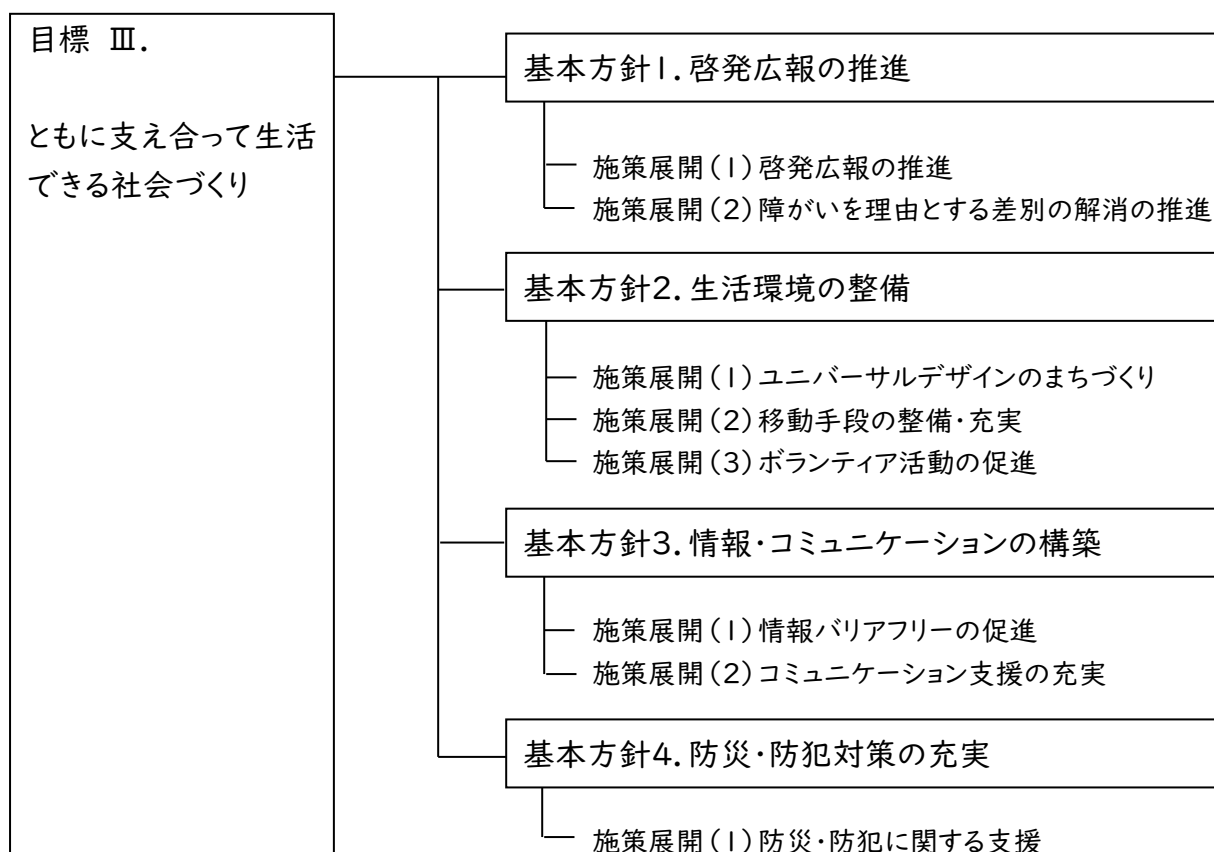 目標 Ⅲ.
ともに支え合って生活
できる社会づくり
基本方針1.啓発広報の推進
施策展開(1)啓発広報の推進
施策展開(2)障がいを理由とする差別の解消の推進
基本方針2.生活環境の整備
施策展開(1)ユニバーサルデザインのまちづくり
施策展開(2)移動手段の整備・充実
施策展開(3)ボランティア活動の促進
基本方針3.情報・コミュニケーションの構築
施策展開(1)情報バリアフリーの促進
施策展開(2)コミュニケーション支援の充実
基本方針4.防災・防犯対策の充実
施策展開(1)防災・防犯に関する支援